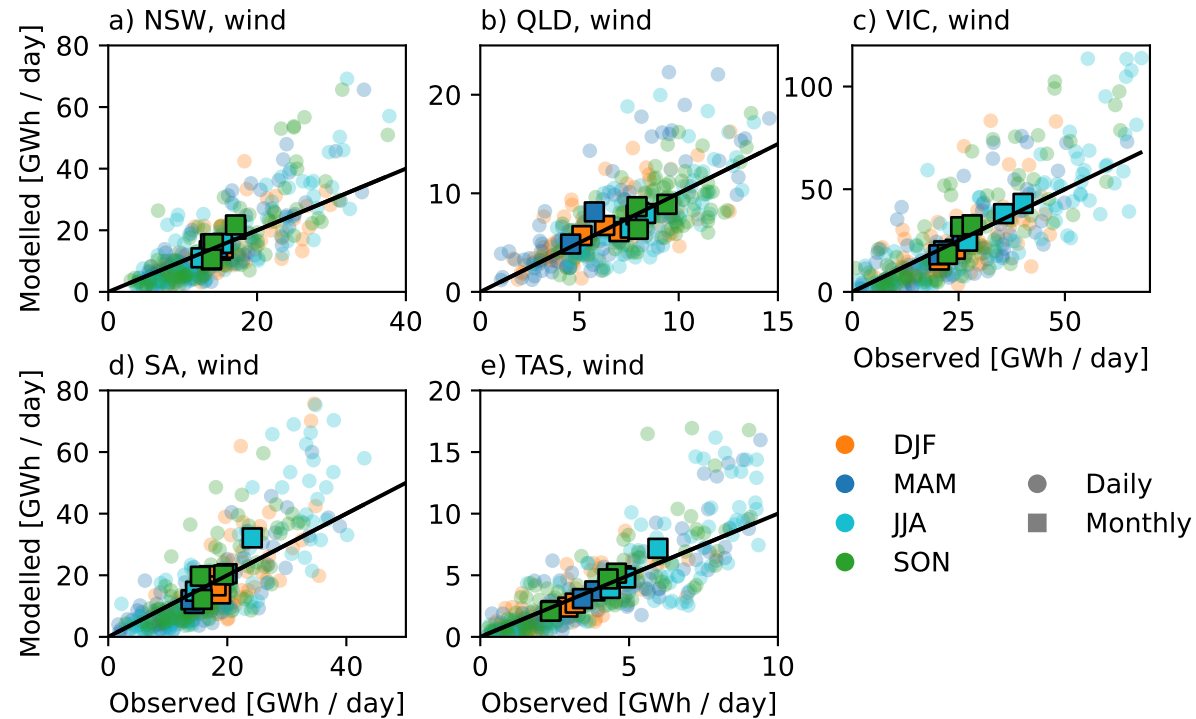 a) NSW, wind
b) QLD, wind
c) VIC, wind
Modelled [GWh / day]
80
60
40
20
0
0
20
40
20
10
0
0
5
10
15
100
50
0
0
25
50
Observed [GWh / day]
d) SA, wind
e) TAS, wind
Modelled [GWh / day]
80
60
40
20
0
0
20
40
Observed [GWh / day]
20
15
10
5
0
0
5
10
Observed [GWh / day]
DJF
MAM
JJA
SON
Daily
Monthly